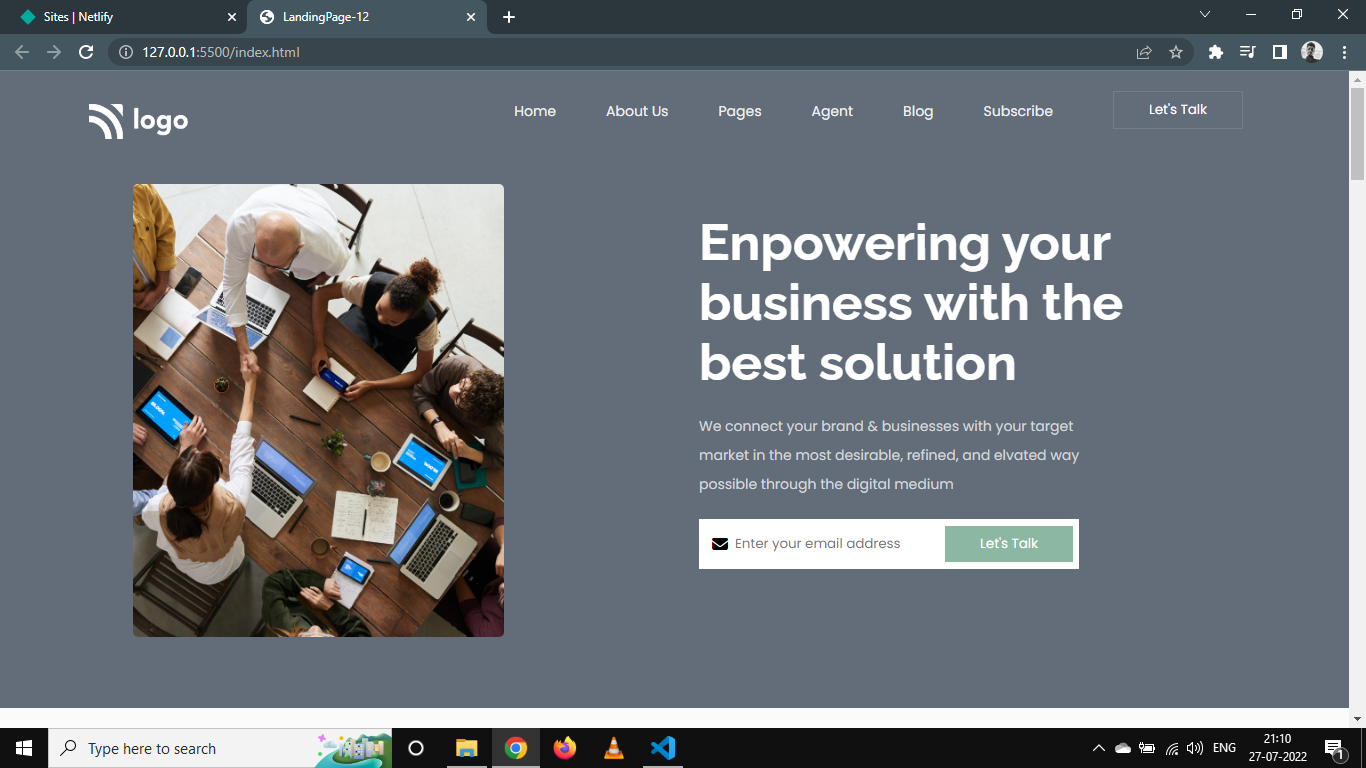 Sites | Netlify
LandingPage-12
127.0.0.1:5500/index.html
logo
Home About Us Pages Agent Blog Subscribe Let's Talk
Enpowering your
business with the
best solution
We connect your brand & businesses with your target
market in the most desirable, refined, and elvated way
possible through the digital medium
Enter your email address Let's Talk
Type here to search
ENG
21:10
27-07-2022
1